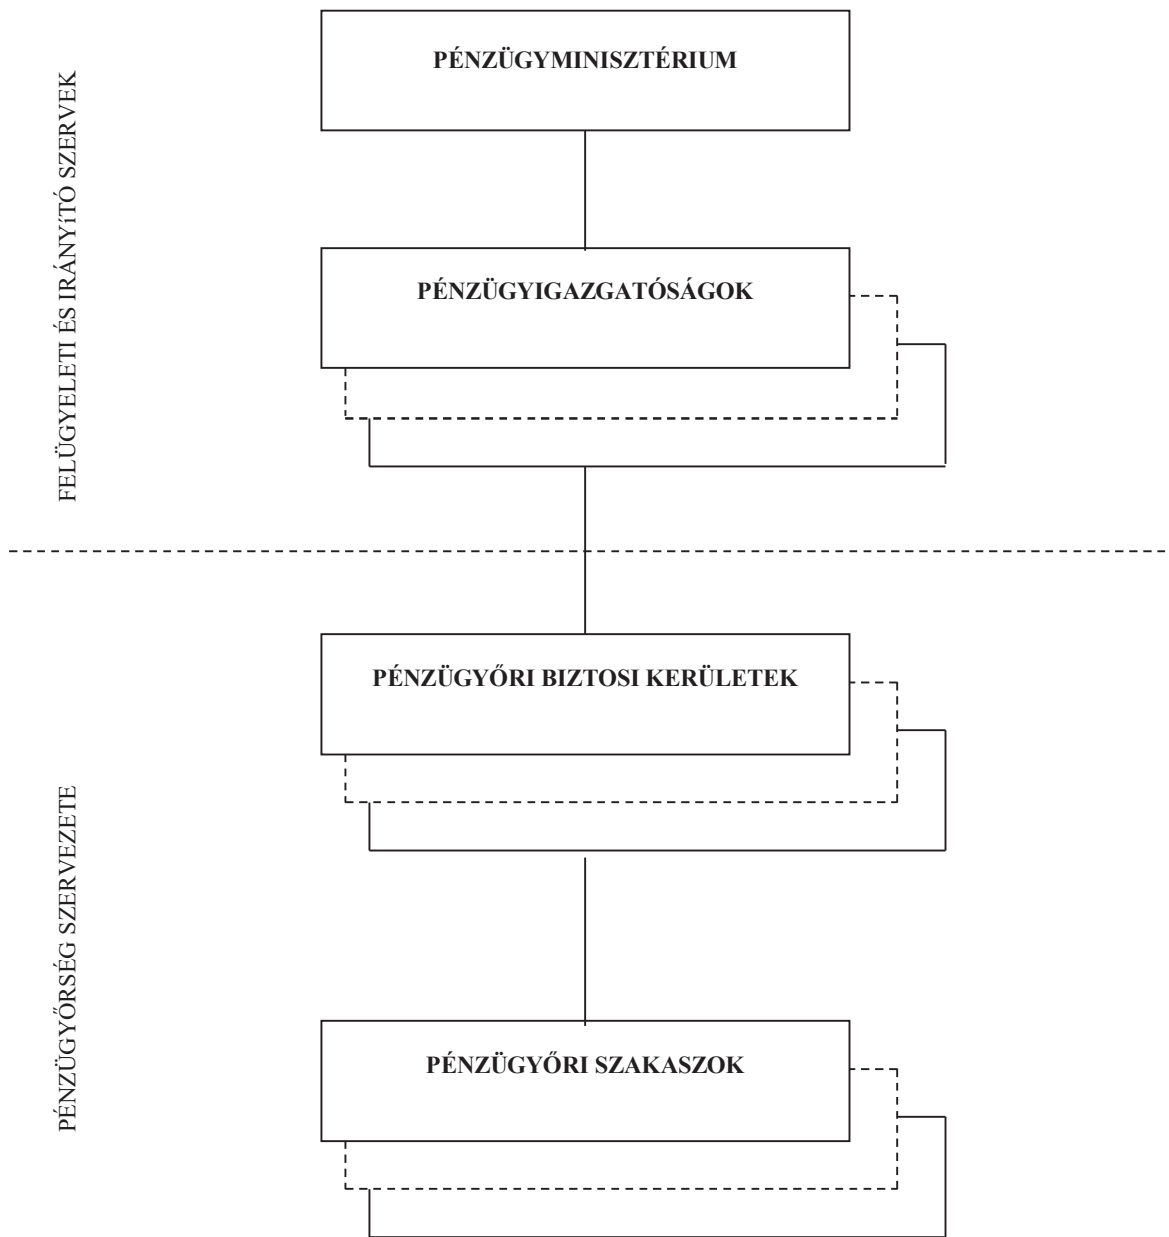 FELÜGYELETI ÉS IRÁNYíTÓ SZERVEK
PÉNZÜGYMINISZTÉRIUM
PÉNZÜGYIGAZGATÓSÁGOK
PÉNZÜGYŐRSÉG SZERVEZETE
PÉNZÜGYŐRI BIZTOSI KERÜLETEK
PÉNZÜGYŐRI SZAKASZOK